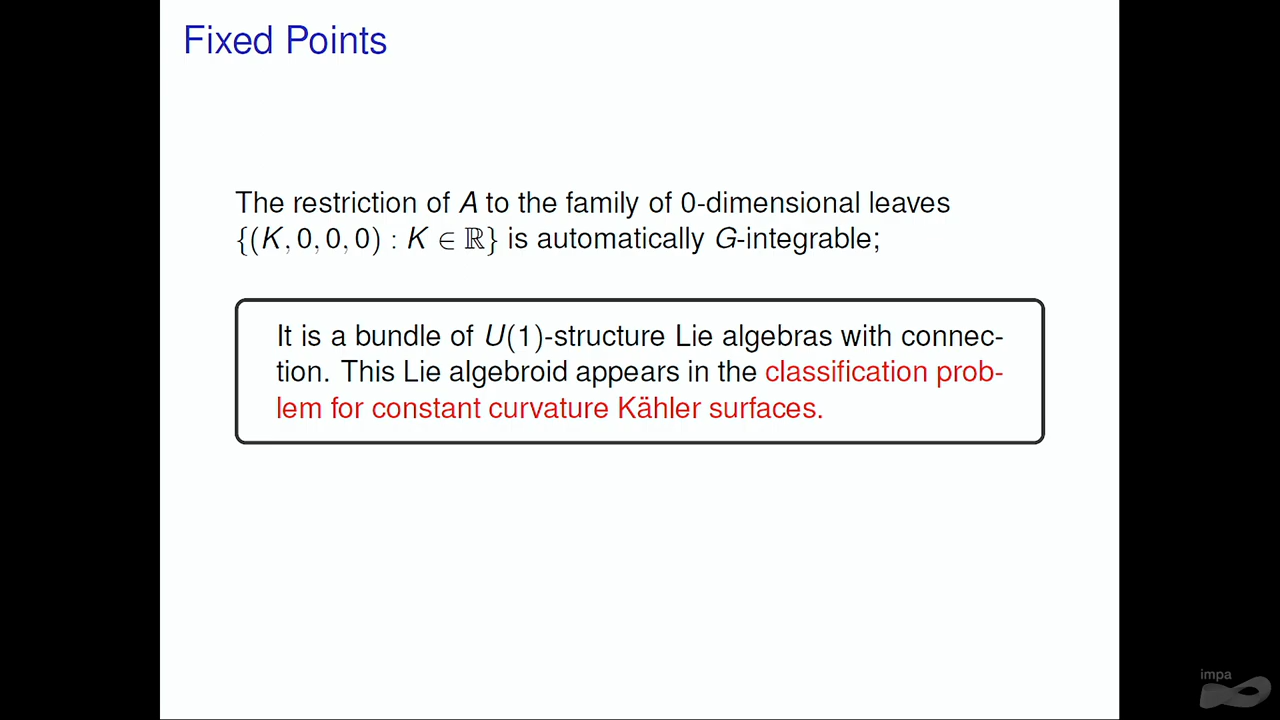 Fixed Points
The restriction of A to the family of 0-dimensional leaves
{(K, 0, 0, 0) : K ∈ ℝ} is automatically G-integrable;
It is a bundle of U(1)-structure Lie algebras with connec-
tion. This Lie algebroid appears in the classification prob-
lem for constant curvature Kähler surfaces.
impa